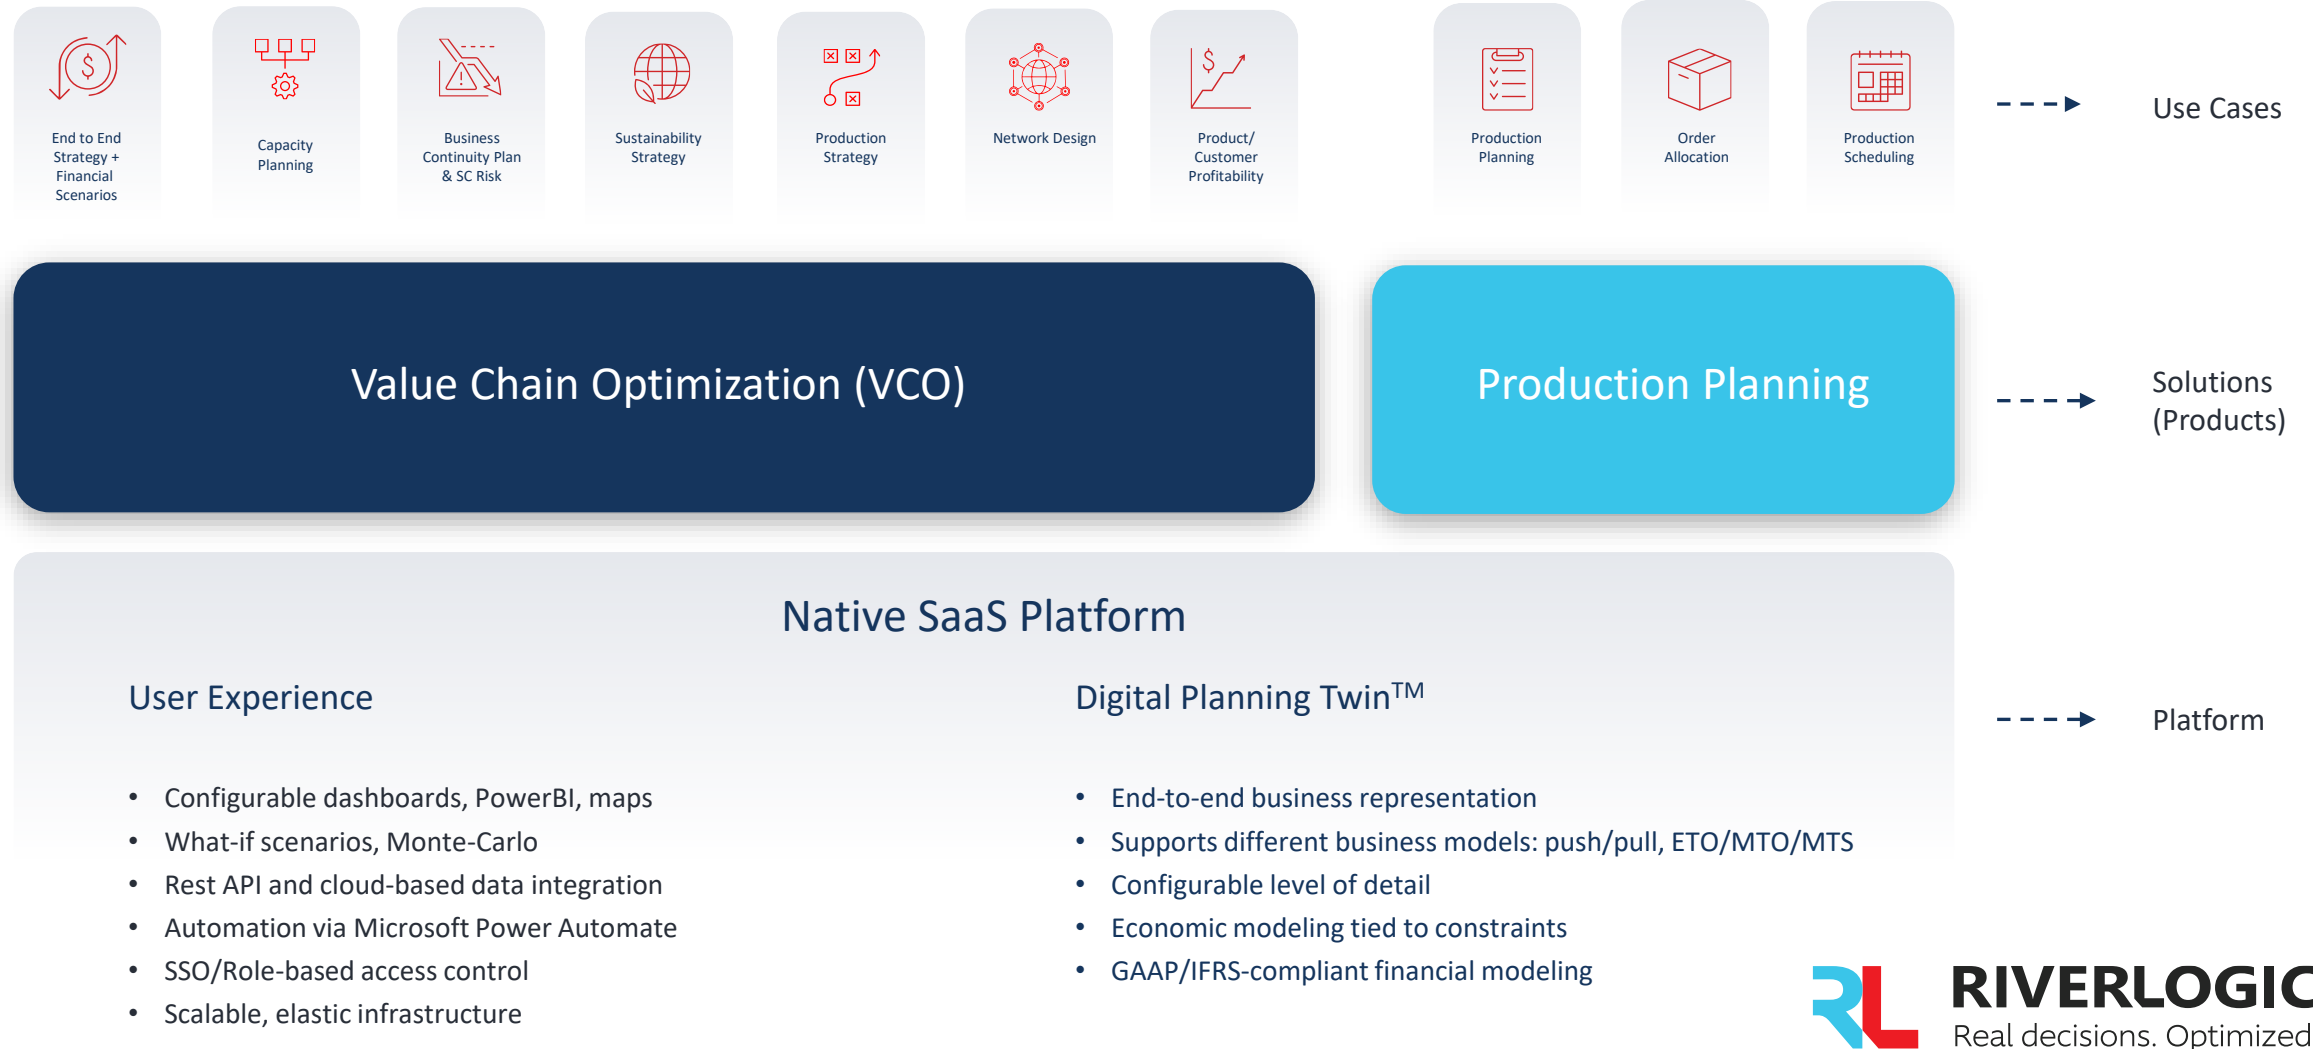 End to End
Strategy +
Financial
Scenarios
Capacity
Planning
Business
Continuity Plan
& SC Risk
Sustainability
Strategy
Production
Strategy
Network Design
Product/
Customer
Profitability
Production
Planning
Order
Allocation
Production
Scheduling
Use Cases
Value Chain Optimization (VCO)
Production Planning
Solutions
(Products)
Native SaaS Platform
User Experience
• Configurable dashboards, PowerBI, maps
• What-if scenarios, Monte-Carlo
• Rest API and cloud-based data integration
• Automation via Microsoft Power Automate
• SSO/Role-based access control
• Scalable, elastic infrastructure
Digital Planning Twin™
• End-to-end business representation
• Supports different business models: push/pull, ETO/MTO/MTS
• Configurable level of detail
• Economic modeling tied to constraints
• GAAP/IFRS-compliant financial modeling
Platform
RL
RIVERLOGIC
Real decisions. Optimized